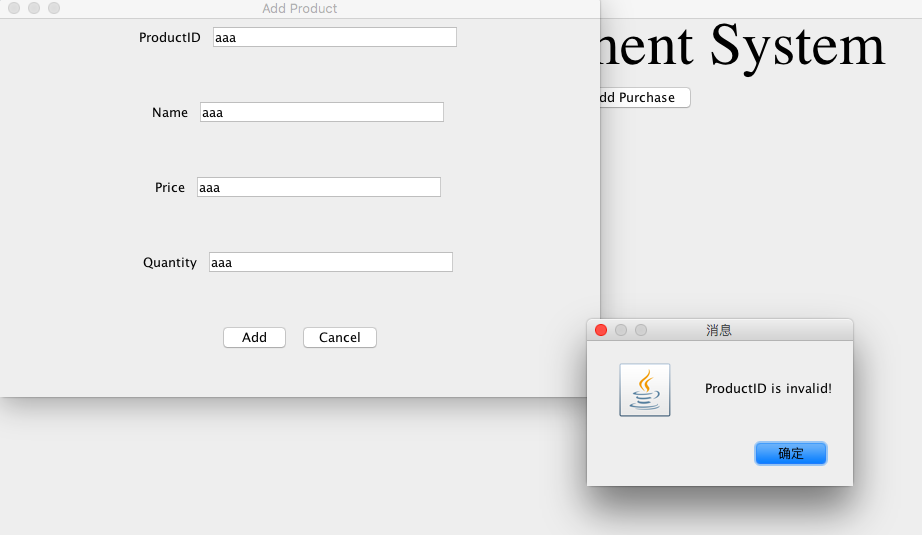 Add Product
ProductID aaa
ment System
dd Purchase
Name aaa
Price aaa
Quantity aaa
Add Cancel
消息
ProductID is invalid!
确定